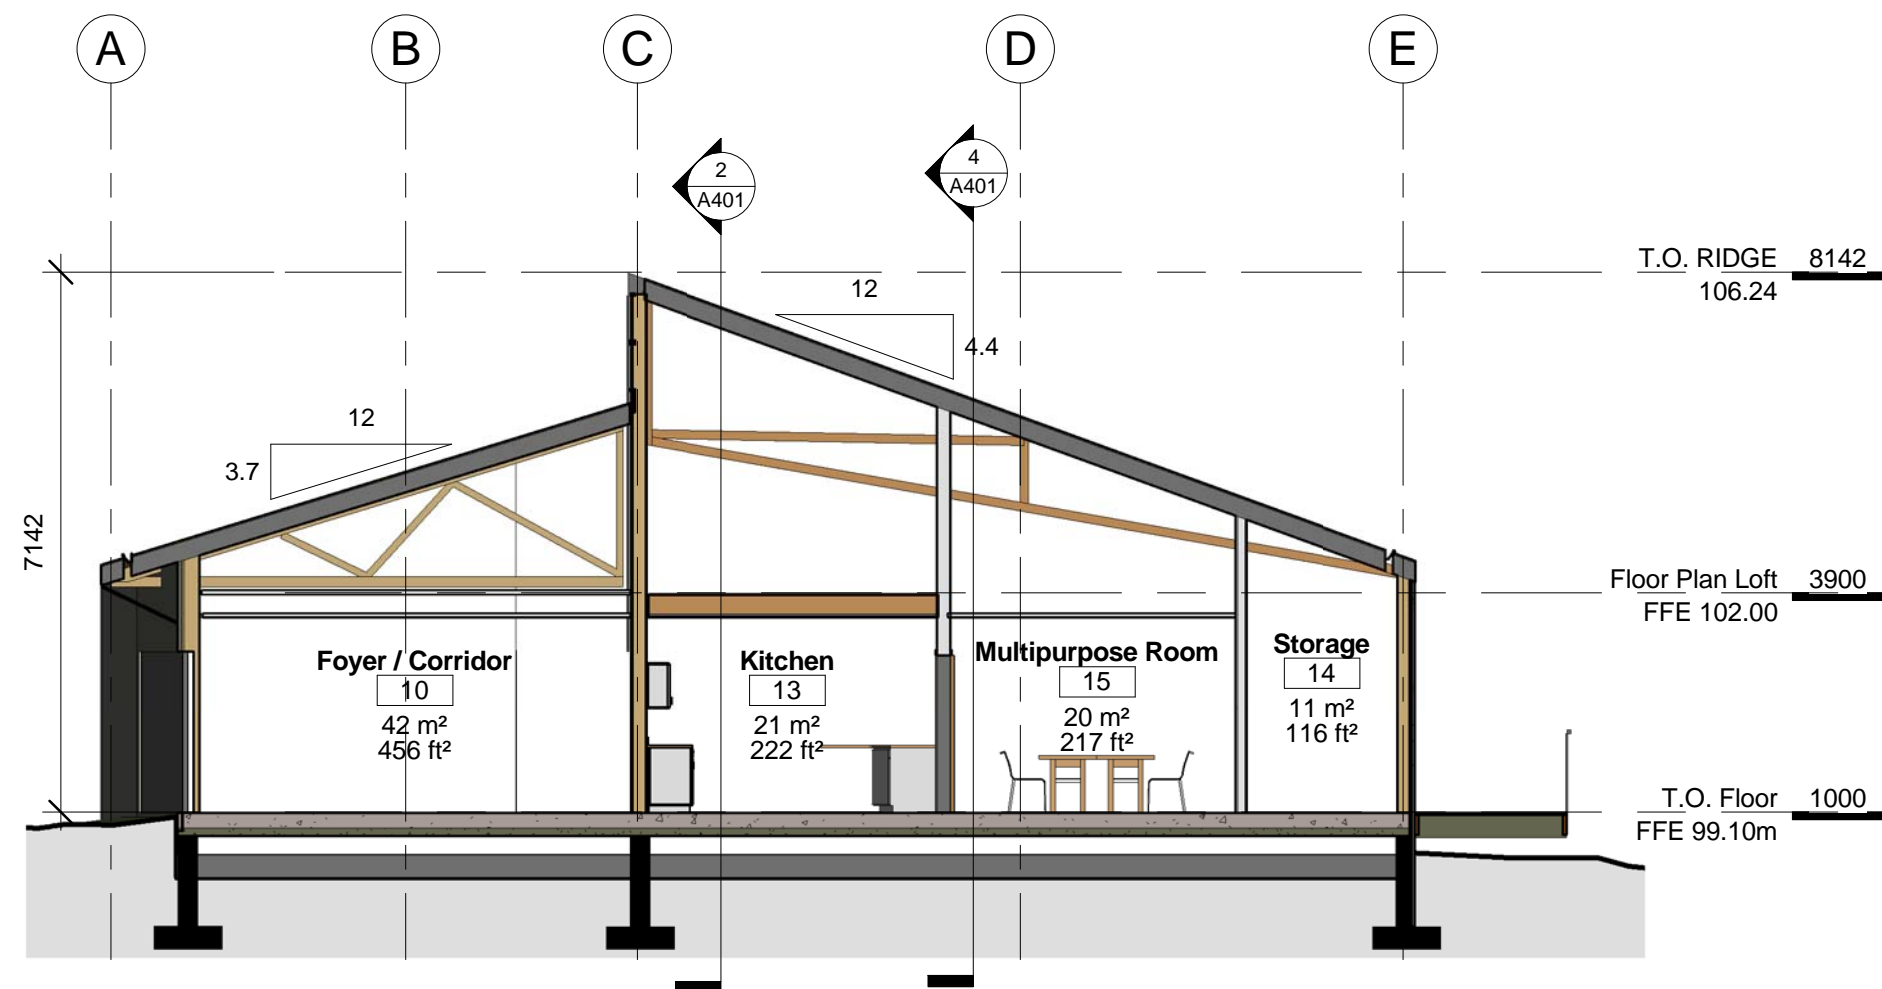 A
B
C
D
E
2
A401
4
A401
T.O. RIDGE 8142
106.24
12
4.4
12
3.7
7142
Floor Plan Loft 3900
FFE 102.00
Foyer / Corridor
10
42 m²
456 ft²
Kitchen
13
21 m²
222 ft²
Multipurpose Room
15
20 m²
217 ft²
Storage
14
11 m²
116 ft²
T.O. Floor 1000
FFE 99.10m